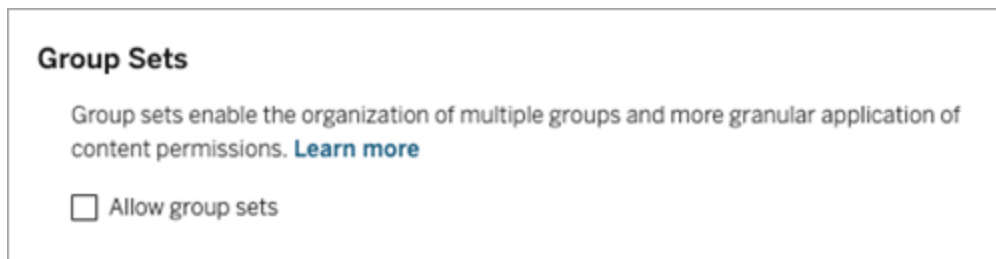 Group Sets
Group sets enable the organization of multiple groups and more granular application of
content permissions. Learn more
Allow group sets